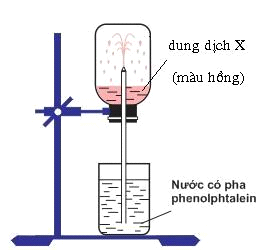 dung dịch X
(màu hồng)
Nước có pha
phenolphtalein